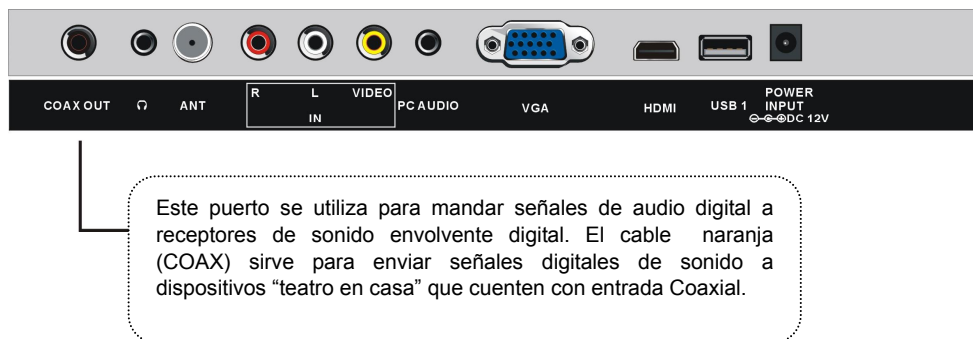 COAX OUT ANT R L VIDEO PC AUDIO VGA HDMI USB 1 POWER
IN INPUT
DC 12V
Este puerto se utiliza para mandar señales de audio digital a
receptores de sonido envolvente digital. El cable naranja
(COAX) sirve para enviar señales digitales de sonido a
dispositivos “teatro en casa” que cuenten con entrada Coaxial.